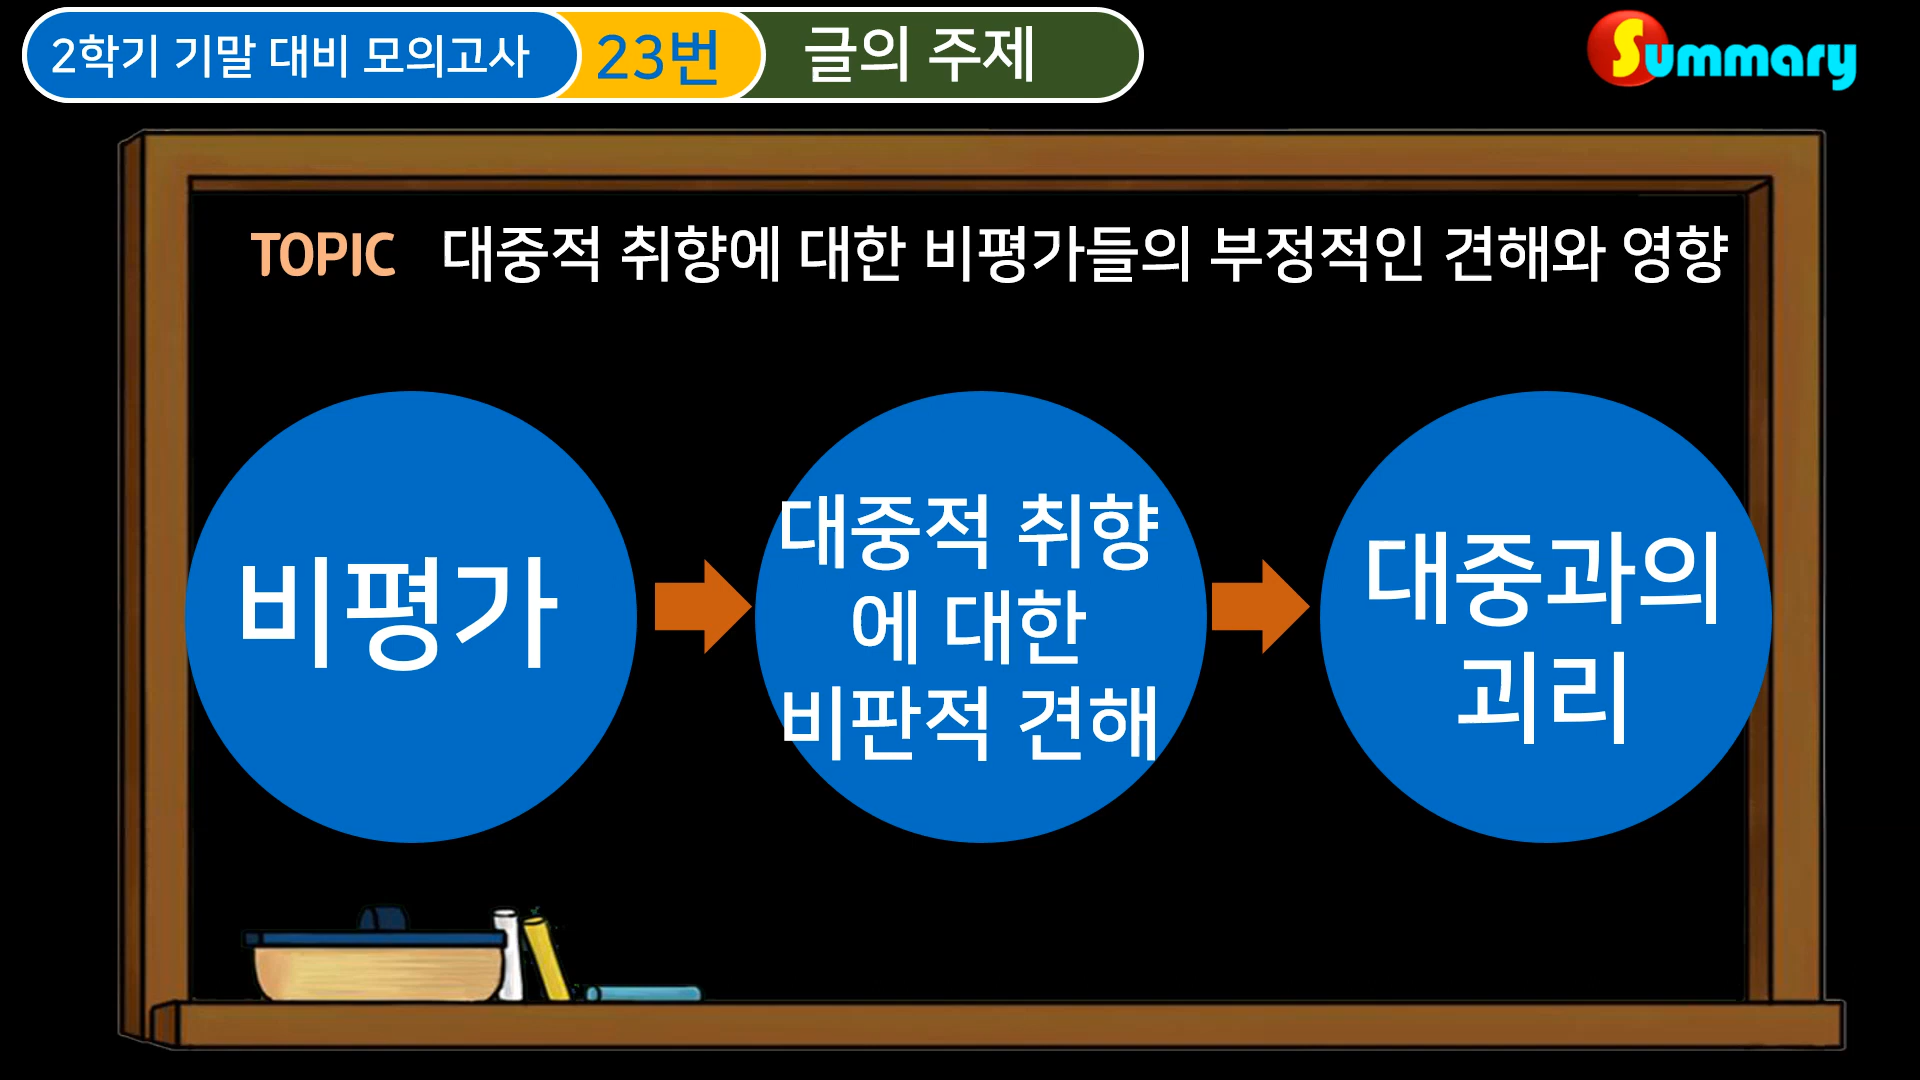 2학기 기말 대비 모의고사 23번 글의 주제
Summary
TOPIC 대중적 취향에 대한 비평가들의 부정적인 견해와 영향
비평가
대중적 취향
에 대한
비판적 견해
대중과의
괴리